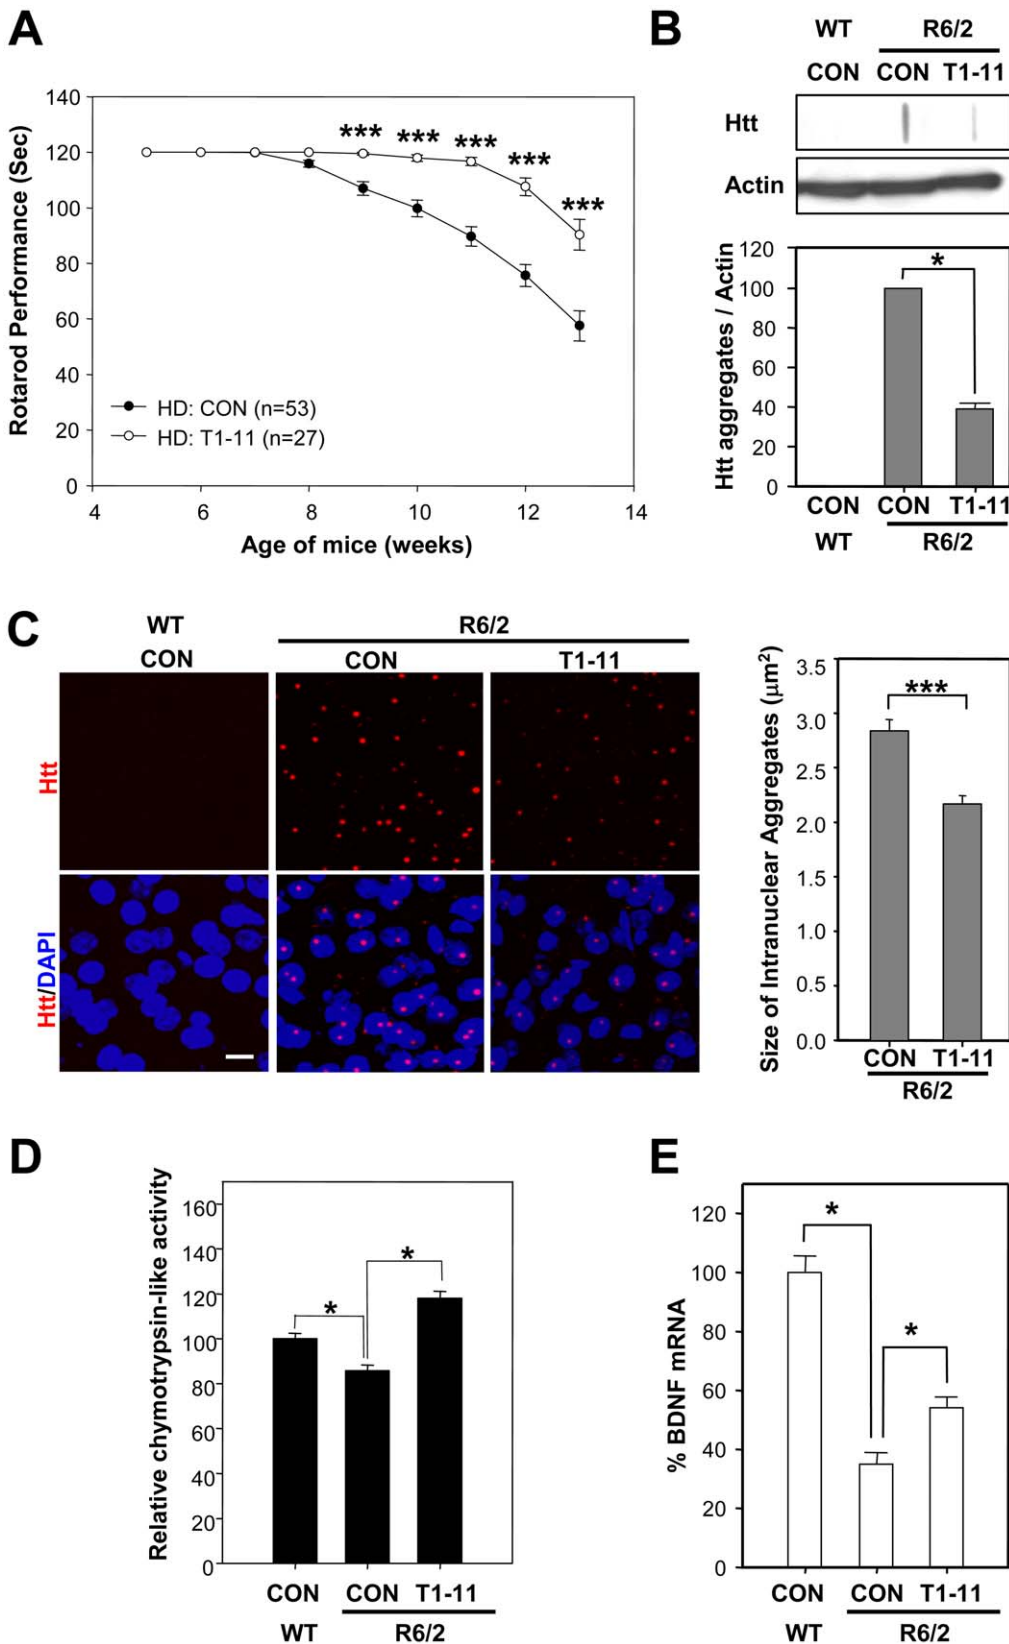 A
140
120
100
80
60
40
20
0
4
6
8
10
12
14
Rotarod Performance (Sec)
Age of mice (weeks)
***
***
***
***
***
HD: CON (n=53)
HD: T1-11 (n=27)
B
WT
R6/2
CON
CON
T1-11
Htt
Actin
120
100
80
60
40
20
0
Htt aggregates / Actin
*
CON
CON
T1-11
WT
R6/2
C
WT
R6/2
CON
CON
T1-11
Htt
Htt/DAPI
3.5
3.0
2.5
2.0
1.5
1.0
0.5
0.0
Size of Intranuclear Aggregates (μm²)
***
CON
T1-11
R6/2
D
160
140
120
100
80
60
40
20
0
Relative chymotrypsin-like activity
*
*
CON
CON
T1-11
WT
R6/2
E
120
100
80
60
40
20
0
% BDNF mRNA
*
*
CON
CON
T1-11
WT
R6/2